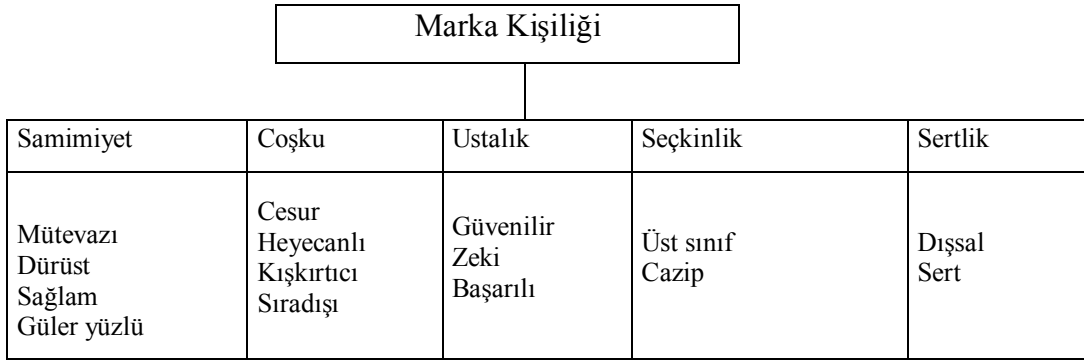 Marka Kişiliği
Samimiyet
Coşku
Ustalık
Seçkinlik
Sertlik
Mütevazı
Dürüst
Sağlam
Güler yüzlü
Cesur
Heyecanlı
Kışkırtıcı
Sıradışı
Güvenilir
Zeki
Başarılı
Üst sınıf
Cazip
Dışsal
Sert